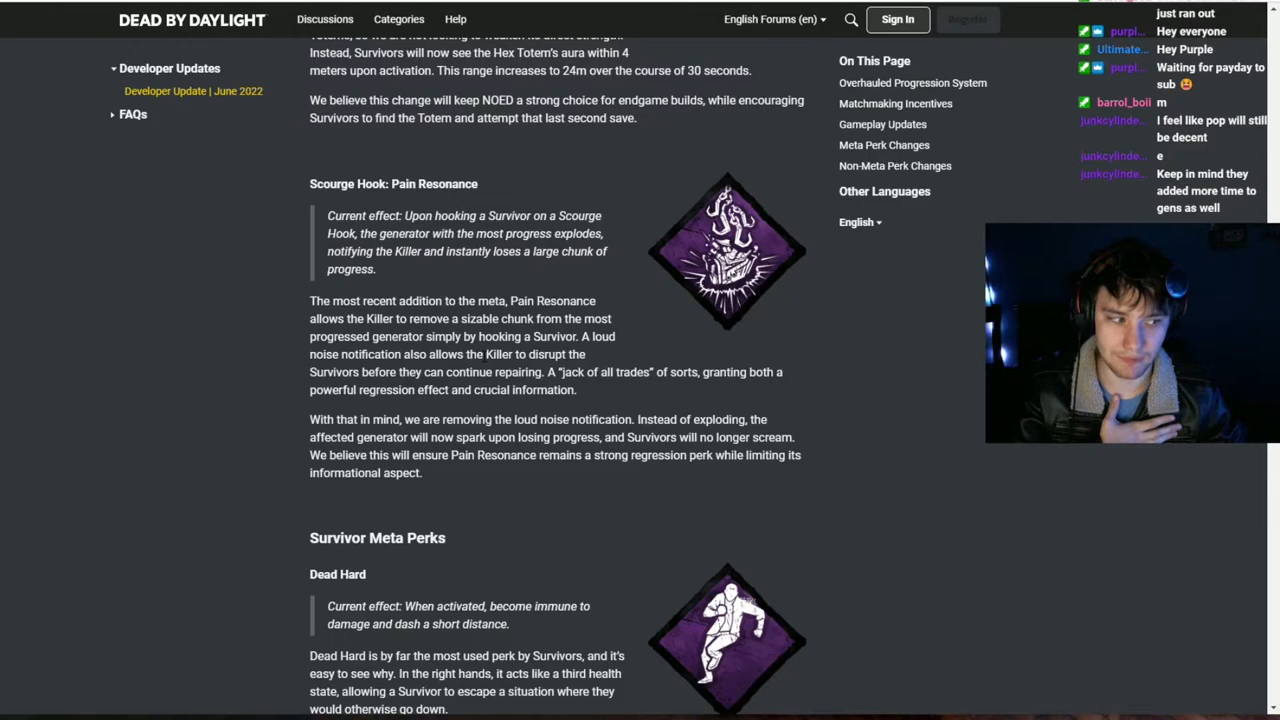 DEAD BY DAYLIGHT
Discussions
Categories
Help
English Forums (en)
Sign In
Register
Developer Updates
Developer Update | June 2022
FAQs
Instead, Survivors will now see the Hex Totem's aura within 4
meters upon activation. This range increases to 24m over the course of 30 seconds.
We believe this change will keep NOED a strong choice for endgame builds, while encouraging
Survivors to find the Totem and attempt that last second save.
Scourge Hook: Pain Resonance
Current effect: Upon hooking a Survivor on a Scourge
Hook, the generator with the most progress explodes,
notifying the Killer and instantly loses a large chunk of
progress.
The most recent addition to the meta, Pain Resonance
allows the Killer to remove a sizable chunk from the most
progressed generator simply by hooking a Survivor. A loud
noise notification also allows the Killer to disrupt the
Survivors before they can continue repairing. A “jack of all trades” of sorts, granting both a
powerful regression effect and crucial information.
With that in mind, we are removing the loud noise notification. Instead of exploding, the
affected generator will now spark upon losing progress, and Survivors will no longer scream.
We believe this will ensure Pain Resonance remains a strong regression perk while limiting its
informational aspect.
Survivor Meta Perks
Dead Hard
Current effect: When activated, become immune to
damage and dash a short distance.
Dead Hard is by far the most used perk by Survivors, and it's
easy to see why. In the right hands, it acts like a third health
state, allowing a Survivor to escape a situation where they
would otherwise go down.
On This Page
Overhauled Progression System
Matchmaking Incentives
Gameplay Updates
Meta Perk Changes
Non-Meta Perk Changes
Other Languages
English
just ran out
purpl... Hey everyone
Ultimate... Hey Purple
purpl... Waiting for payday to
sub
barrol_boii m
junkcylinde... I feel like pop will still
be decent
junkcylinde... e
junkcylinde... Keep in mind they
added more time to
gens as well